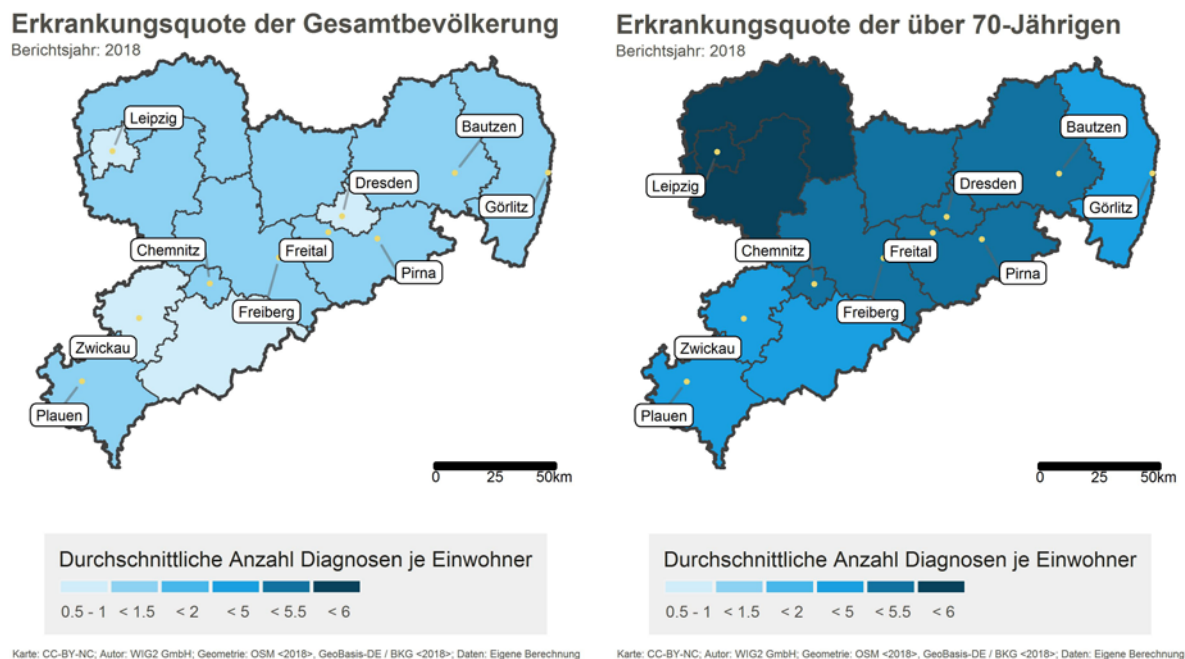 Erkrankungsquote der Gesamtbevölkerung
Berichtsjahr: 2018
Leipzig
Bautzen
Dresden
Görlitz
Chemnitz
Freital
Pirna
Freiberg
Zwickau
Plauen
0 25 50km
Durchschnittliche Anzahl Diagnosen je Einwohner
0.5 - 1 < 1.5 < 2 < 5 < 5.5 < 6
Karte: CC-BY-NC; Autor: WIG2 GmbH; Geometrie: OSM <2018>, GeoBasis-DE / BKG <2018>; Daten: Eigene Berechnung
Erkrankungsquote der über 70-Jährigen
Berichtsjahr: 2018
Bautzen
Leipzig
Dresden
Görlitz
Chemnitz
Freital
Pirna
Freiberg
Zwickau
Plauen
0 25 50km
Durchschnittliche Anzahl Diagnosen je Einwohner
0.5 - 1 < 1.5 < 2 < 5 < 5.5 < 6
Karte: CC-BY-NC; Autor: WIG2 GmbH; Geometrie: OSM <2018>, GeoBasis-DE / BKG <2018>; Daten: Eigene Berechnung